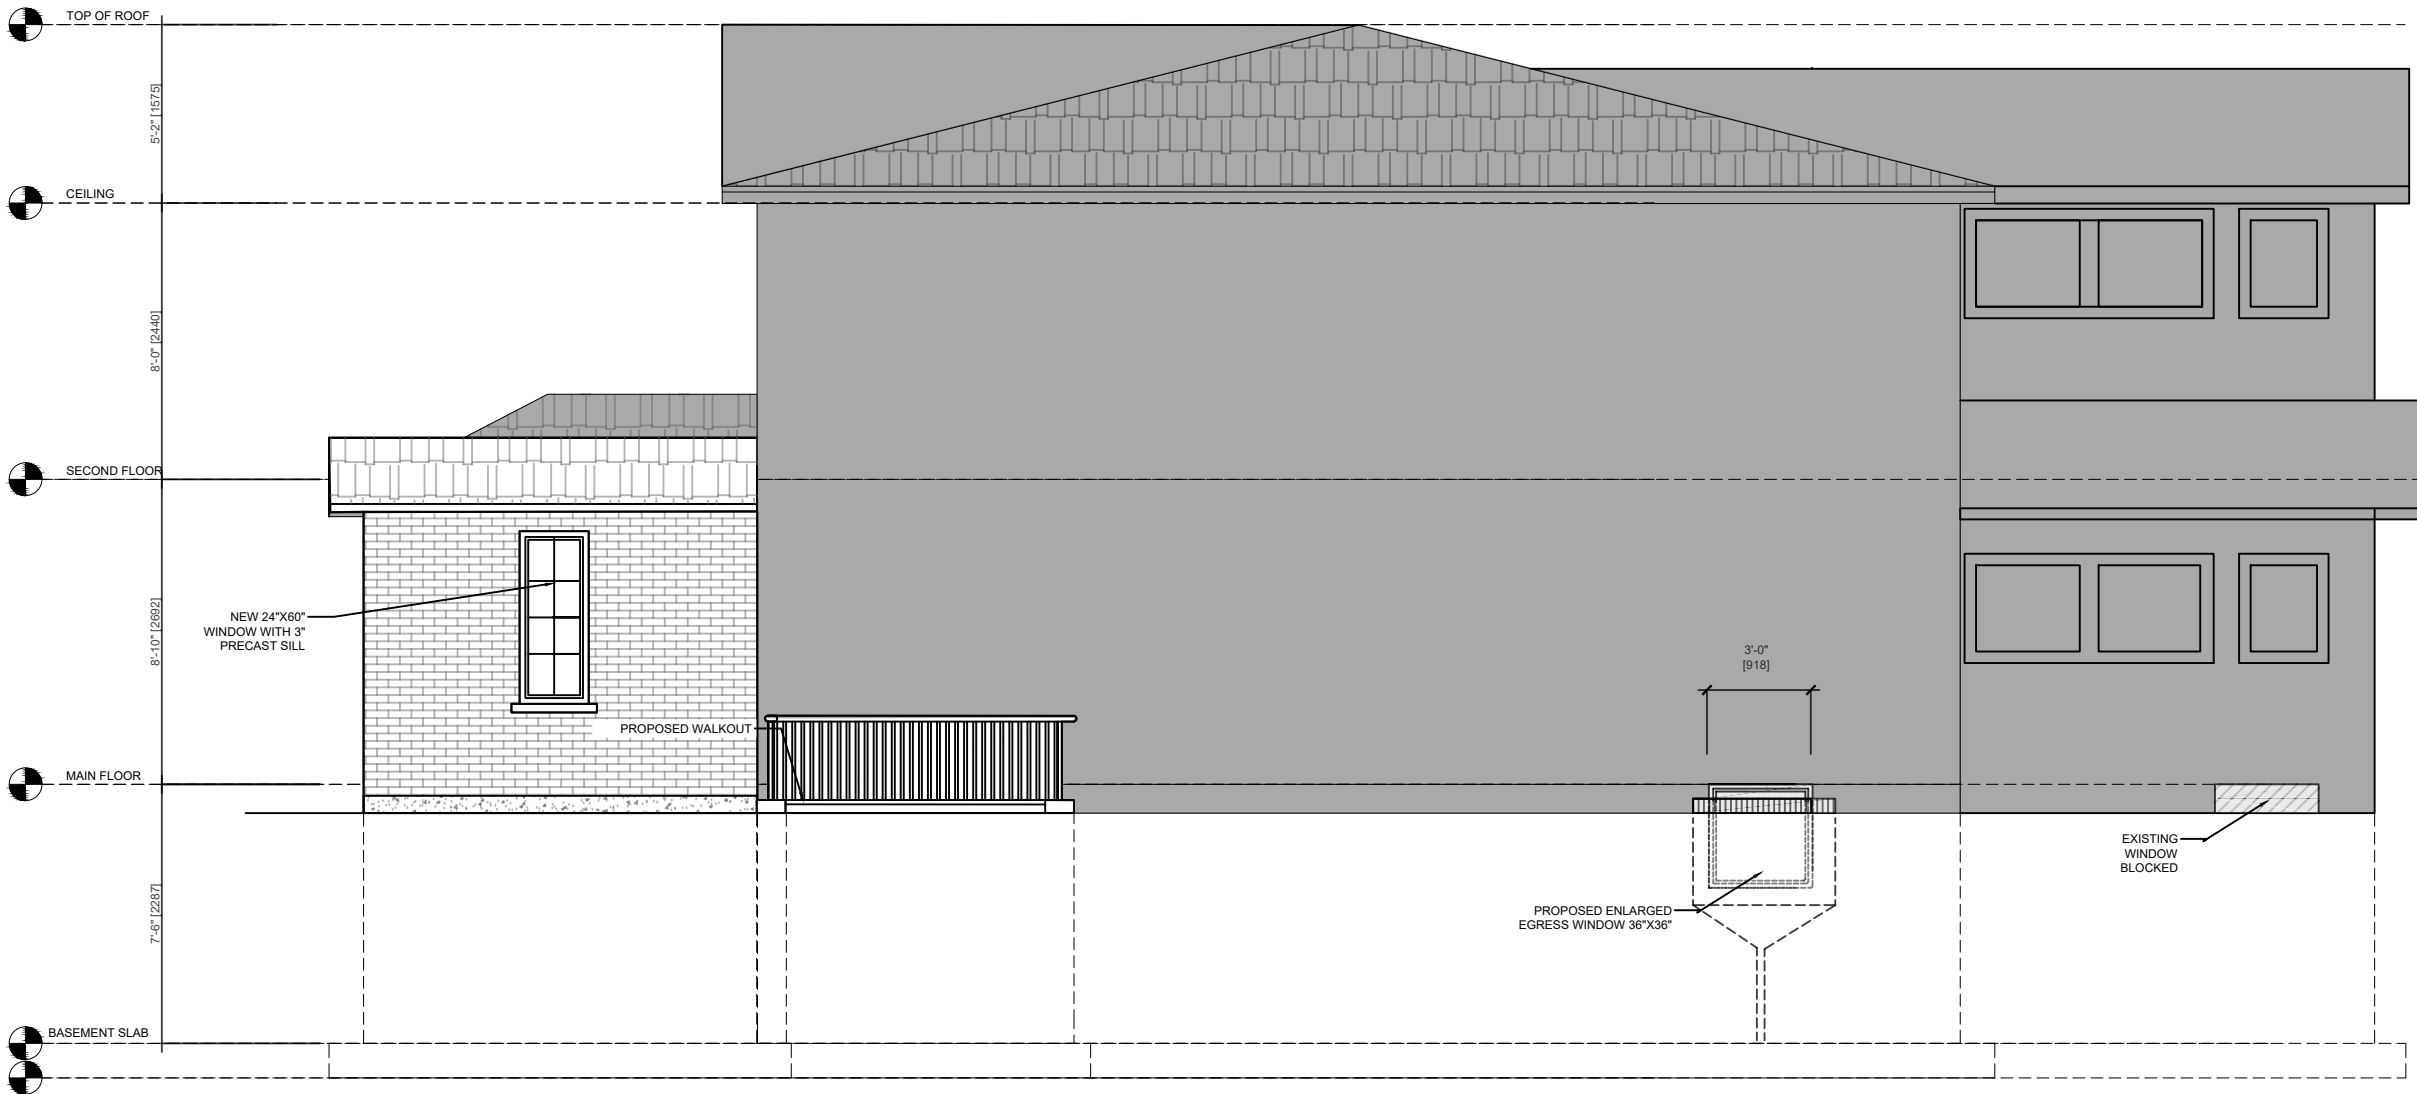 TOP OF ROOF
5'-2" [1575]
CEILING
8'-0" [2440]
SECOND FLOOR
8'-10" [2692]
NEW 24"X60"
WINDOW WITH 3"
PRECAST SILL
3'-0"
[918]
PROPOSED WALKOUT
MAIN FLOOR
EXISTING
WINDOW
BLOCKED
7'-6" [2287]
PROPOSED ENLARGED
EGRESS WINDOW 36"X36"
BASEMENT SLAB